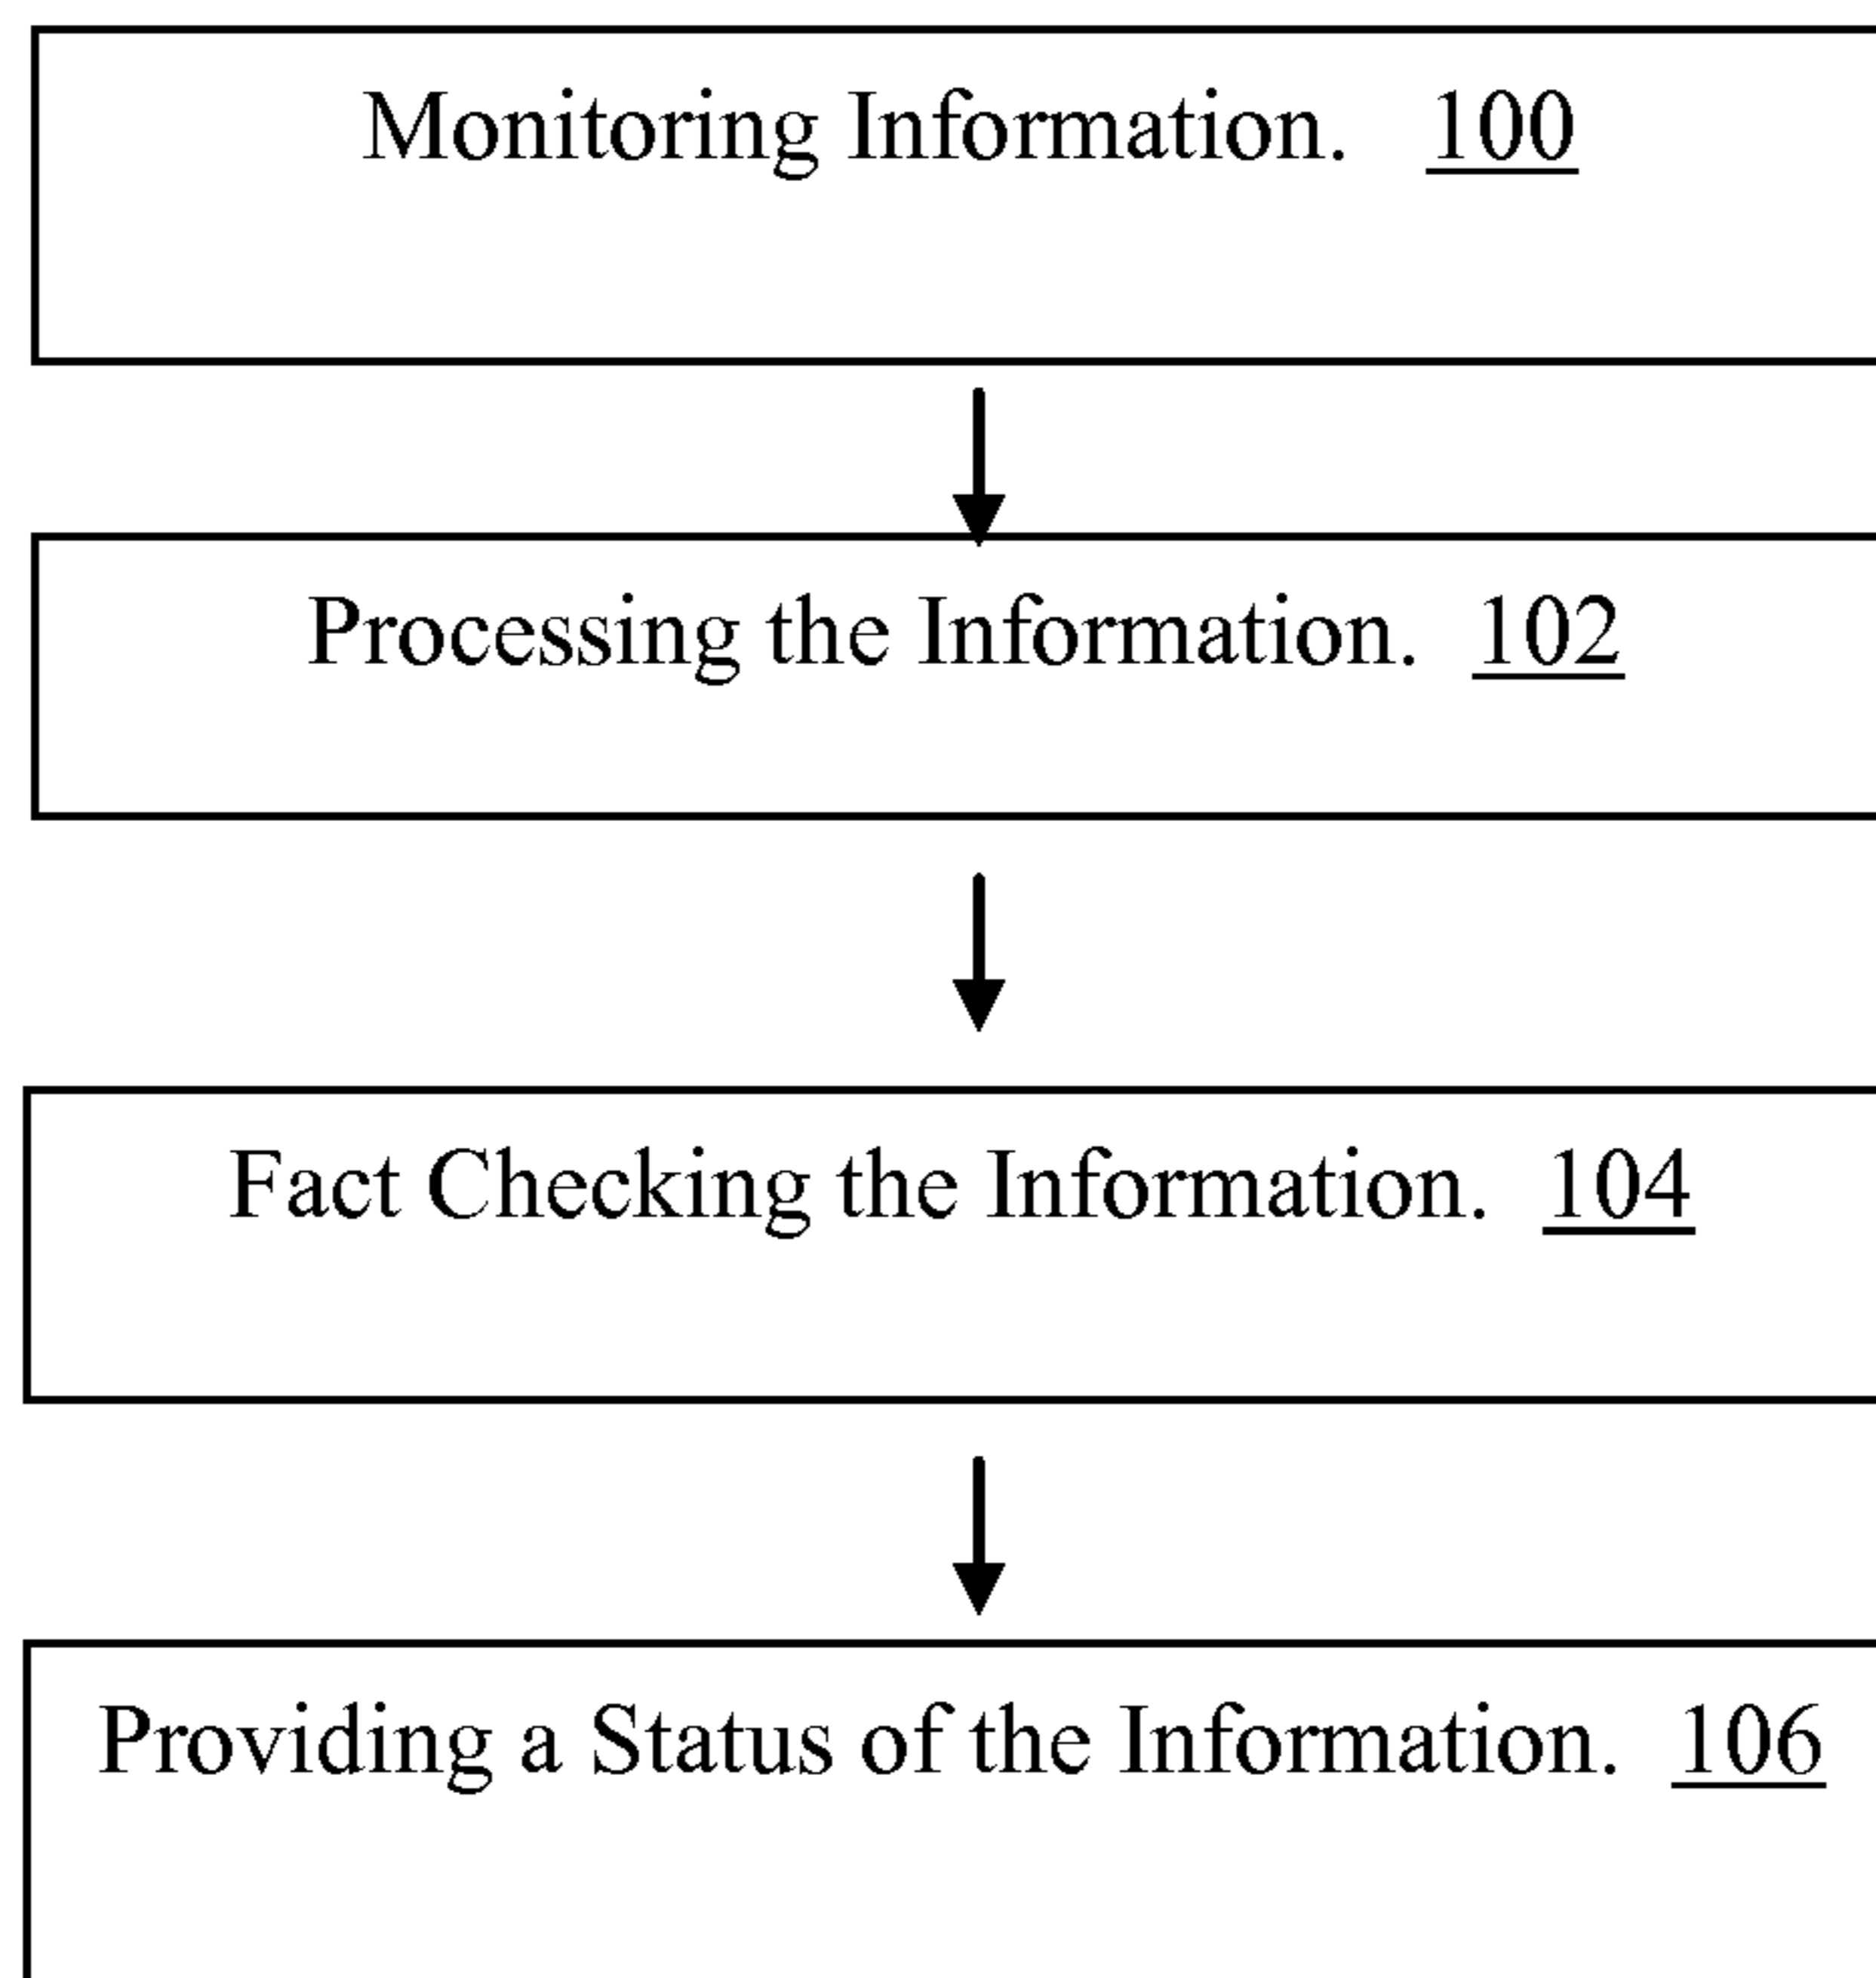 Monitoring Information. 100
Processing the Information. 102
Fact Checking the Information. 104
Providing a Status of the Information. 106